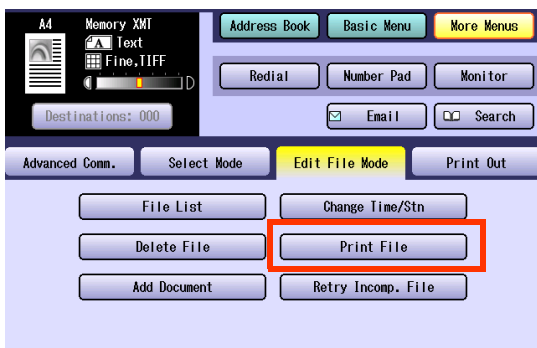 A4 Memory XMT
A Text
Fine,TIFF
D
Destinations: 000
Address Book Basic Menu More Menus
Redial Number Pad Monitor
Email Search
Advanced Comm. Select Mode Edit File Mode Print Out
File List Change Time/Stn
Delete File Print File
Add Document Retry Incomp. File